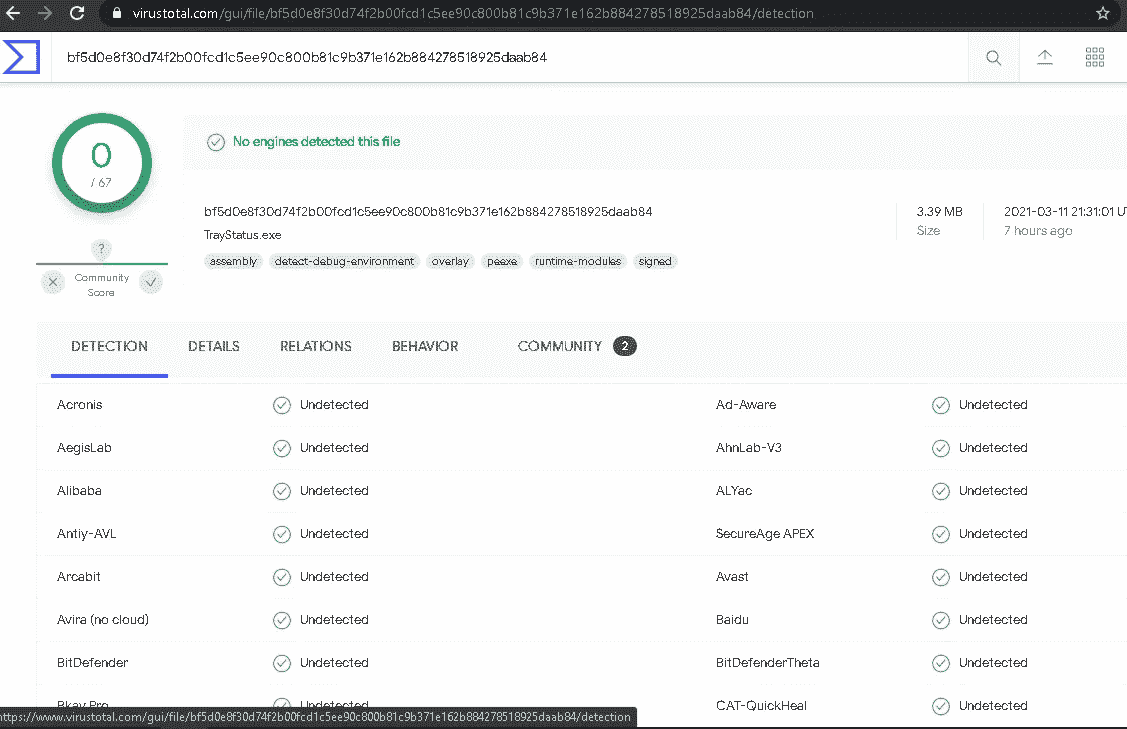 virustotal.com/gui/file/bf5d0e8f30d74f2b00fcd1c5ee90c800b81c9b371e162b884278518925daab84/detection
bf5d0e8f30d74f2b00fcd1c5ee90c800b81c9b371e162b884278518925daab84
0
/ 67
No engines detected this file
bf5d0e8f30d74f2b00fcd1c5ee90c800b81c9b371e162b884278518925daab84
TrayStatus.exe
assembly detect-debug-environment overlay peexe runtime-modules signed
3.39 MB
Size
2021-03-11 21:31:01 U
7 hours ago
?
Community
Score
DETECTION DETAILS RELATIONS BEHAVIOR COMMUNITY 2
Acronis Undetected Ad-Aware Undetected
AegisLab Undetected AhnLab-V3 Undetected
Alibaba Undetected ALYac Undetected
Antiy-AVL Undetected SecureAge APEX Undetected
Arcabit Undetected Avast Undetected
Avira (no cloud) Undetected Baidu Undetected
BitDefender Undetected BitDefenderTheta Undetected
Bkav Pro Undetected CAT-QuickHeal Undetected
https://www.virustotal.com/gui/file/bf5d0e8f30d74f2b00fcd1c5ee90c800b81c9b371e162b884278518925daab84/detection